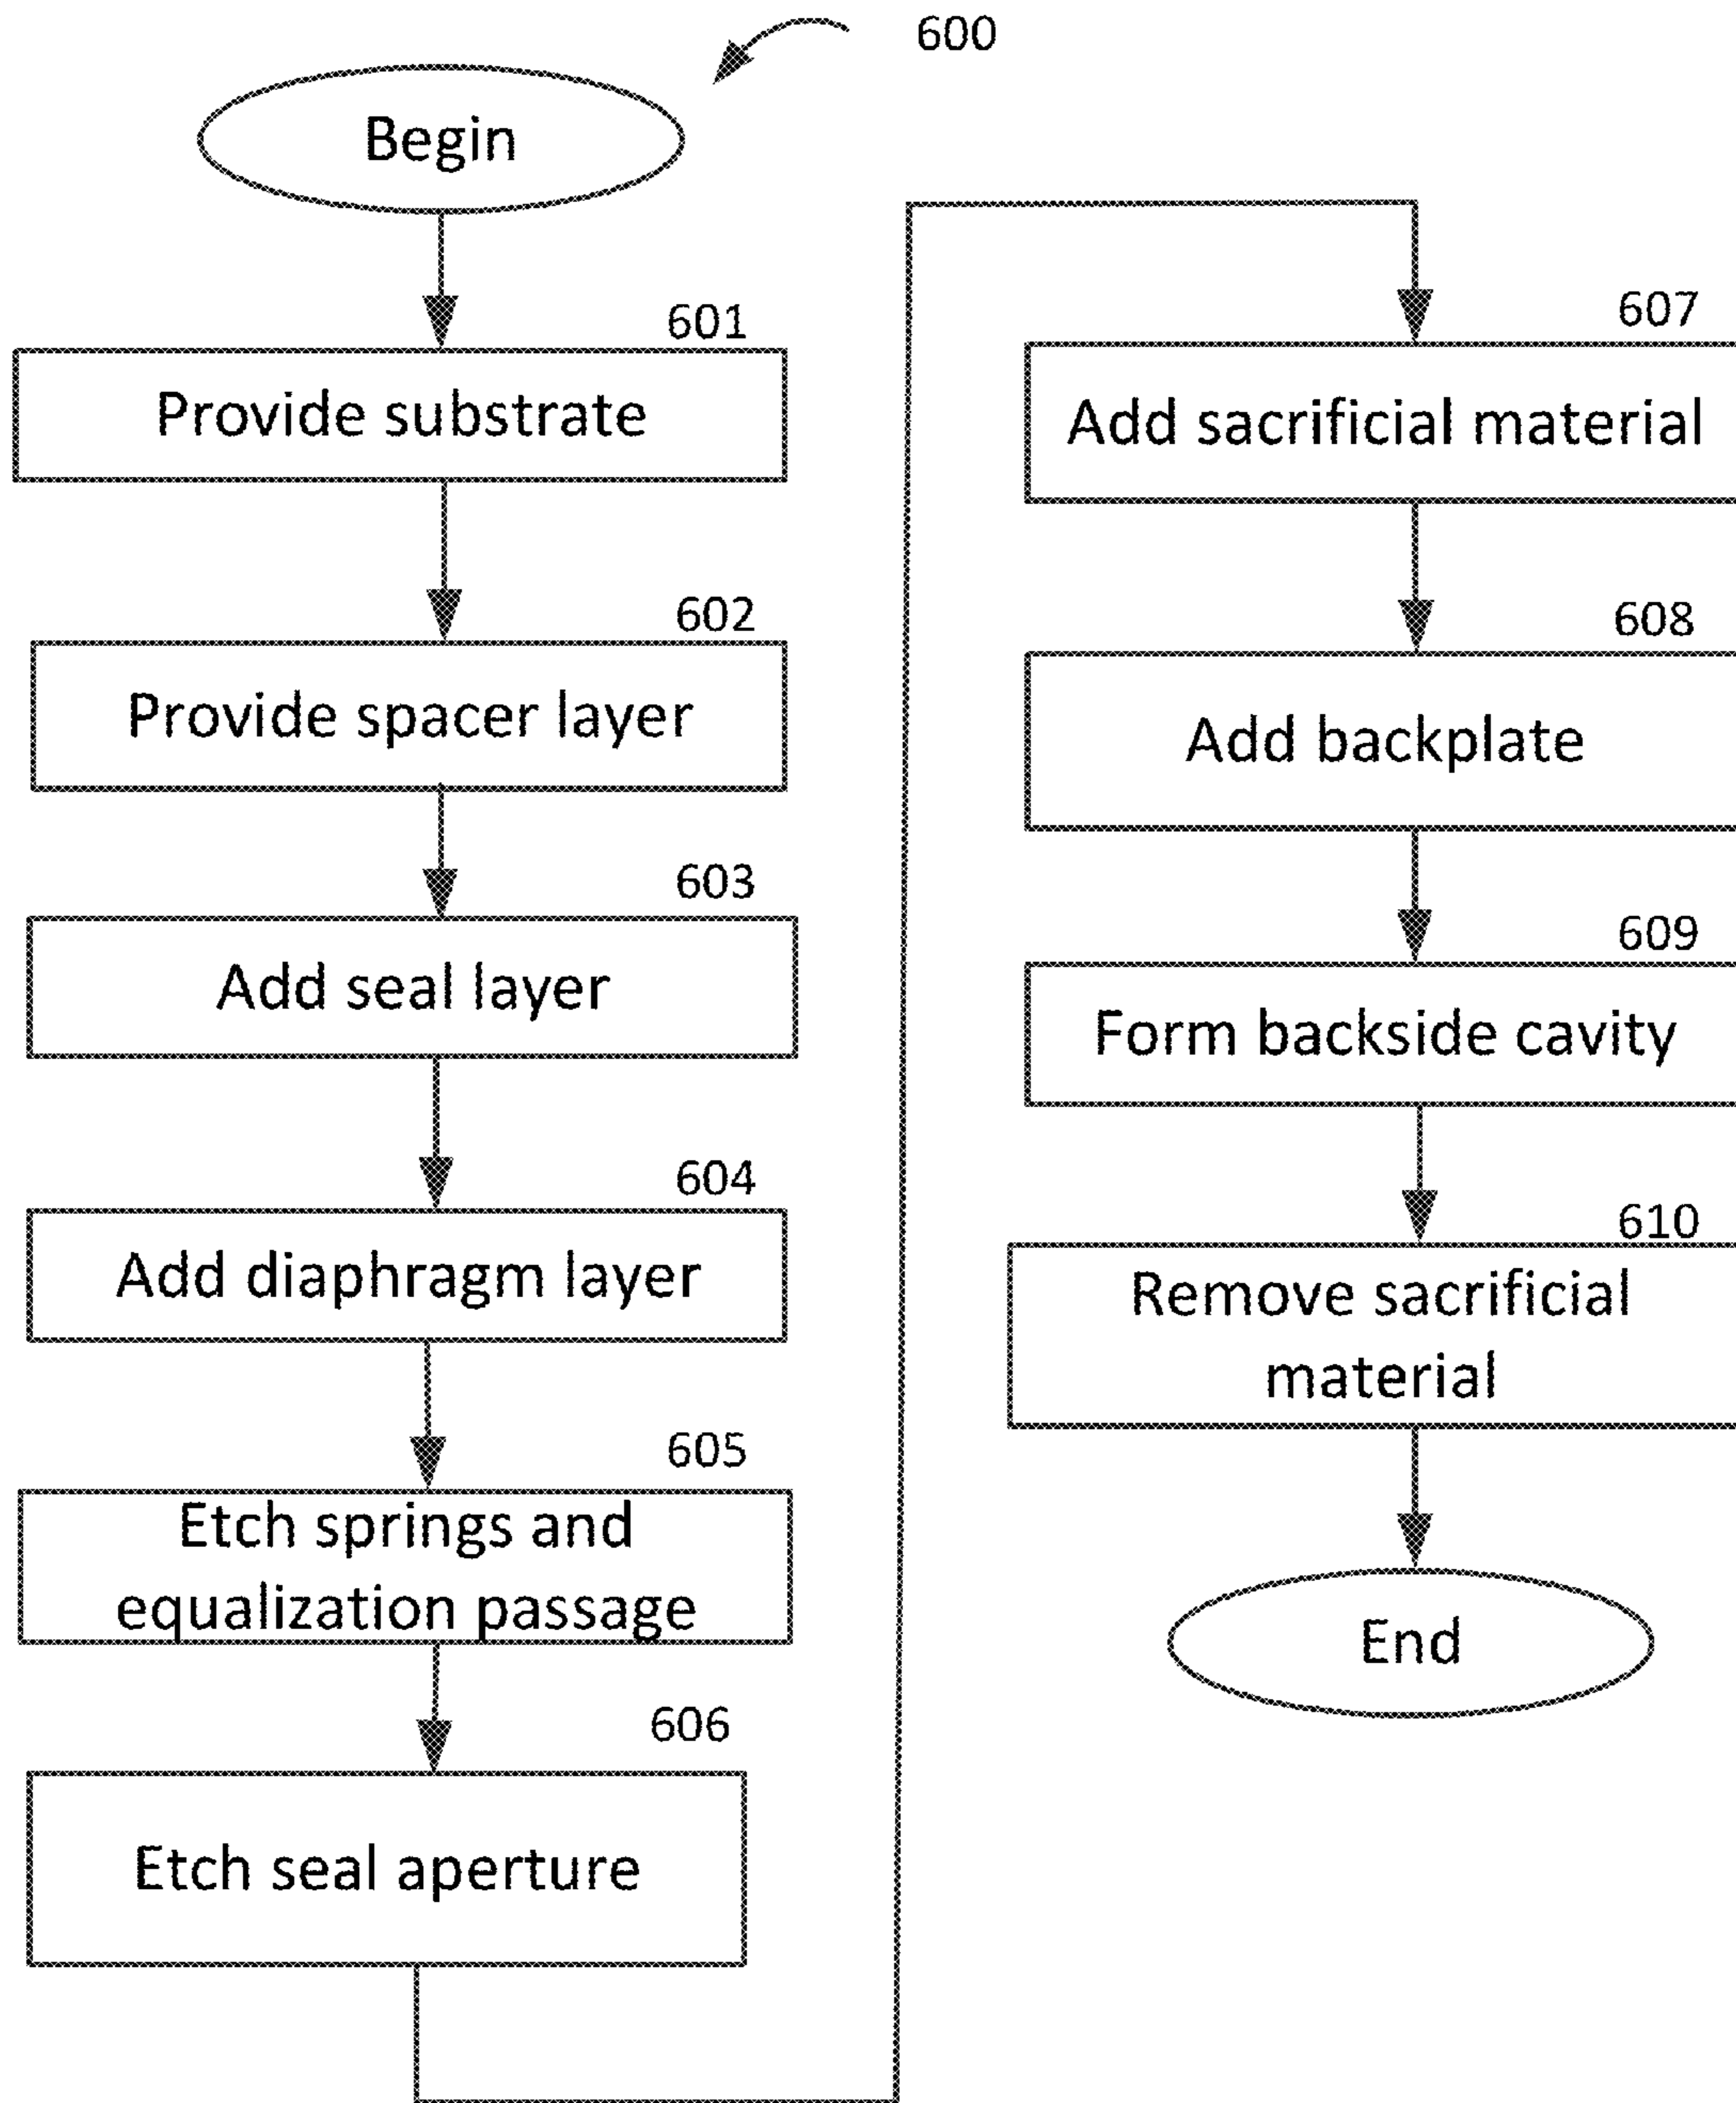 600
Begin
601
Provide substrate
602
Provide spacer layer
603
Add seal layer
604
Add diaphragm layer
605
Etch springs and
equalization passage
606
Etch seal aperture
607
Add sacrificial material
608
Add backplate
609
Form backside cavity
610
Remove sacrificial
material
End